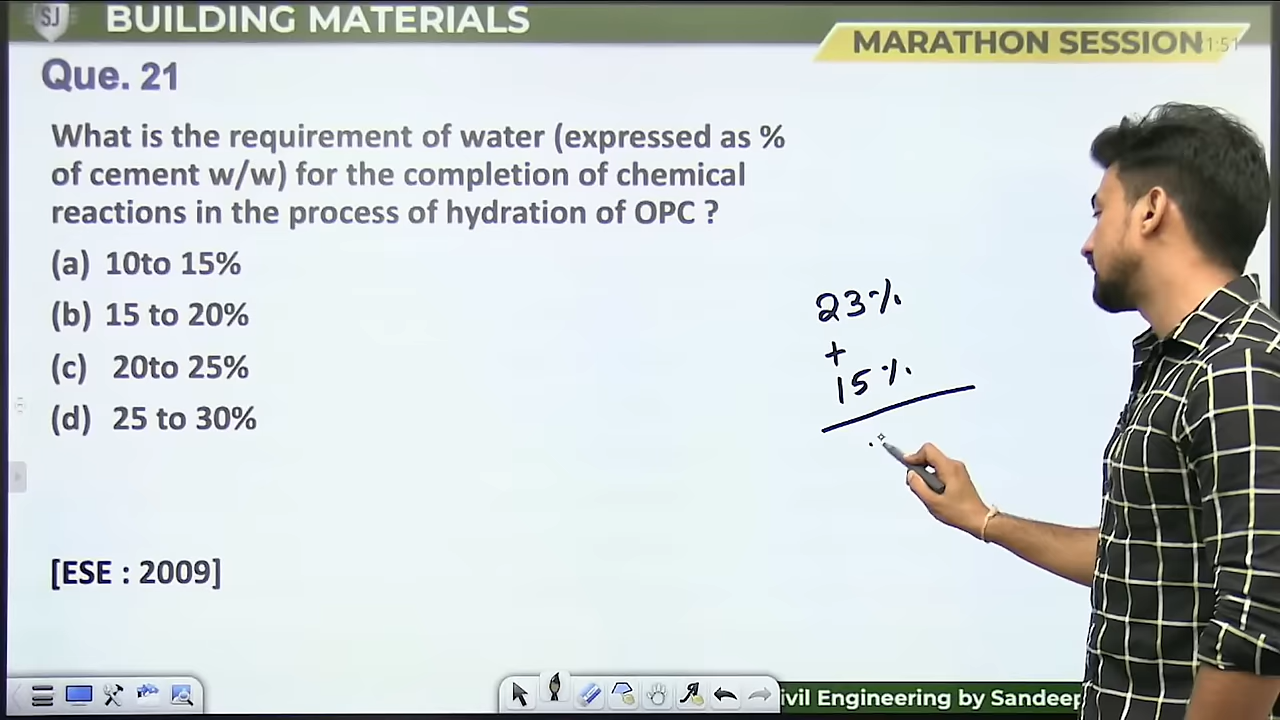 SJ
BUILDING MATERIALS
MARATHON SESSION
1:51
Que. 21
What is the requirement of water (expressed as %
of cement w/w) for the completion of chemical
reactions in the process of hydration of OPC ?
(a) 10to 15%
(b) 15 to 20%
(c) 20to 25%
(d) 25 to 30%
23%
+
15%
[ESE : 2009]
ivil Engineering by Sandeep